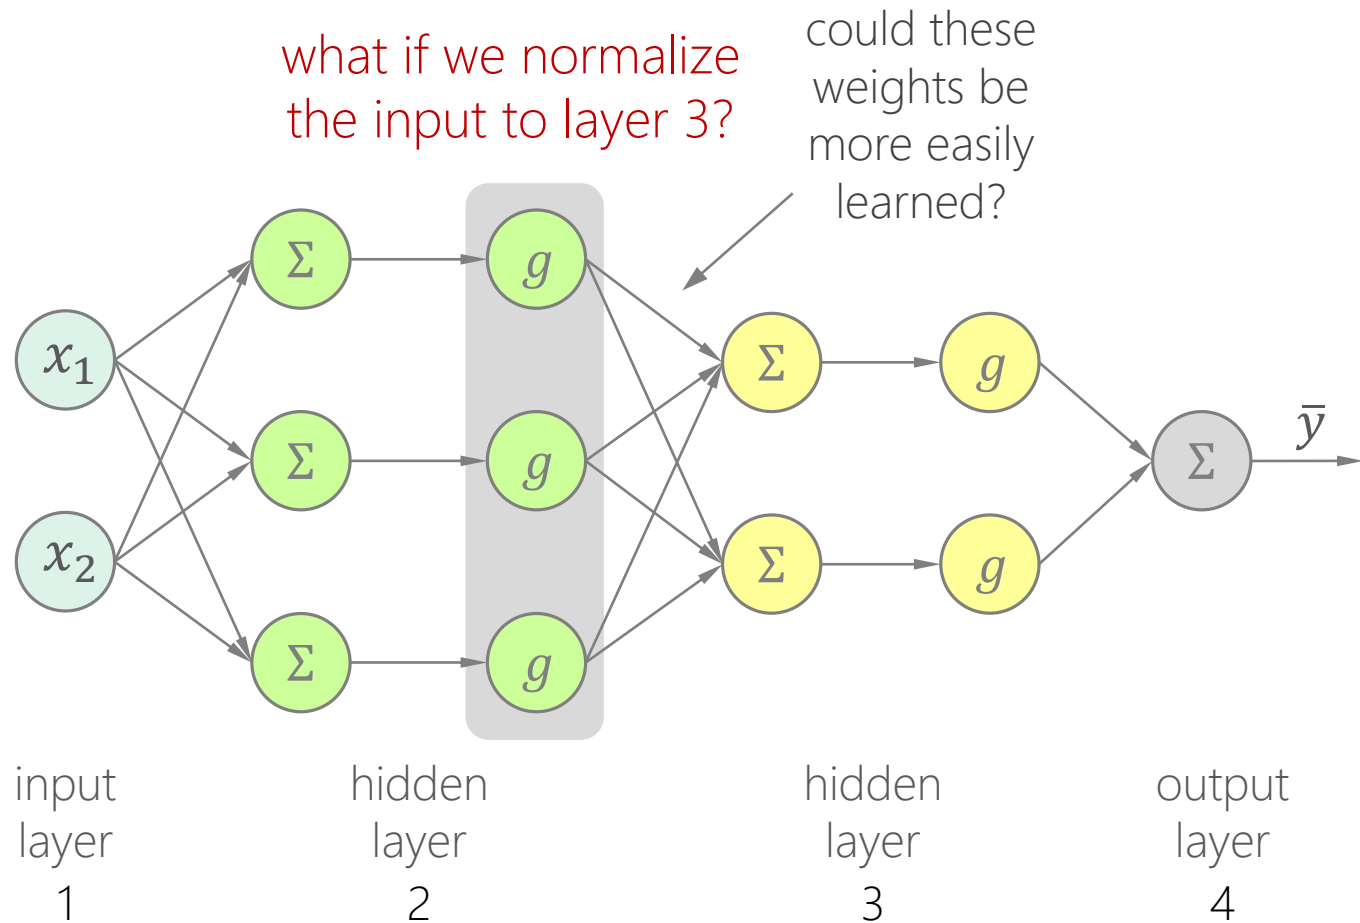 what if we normalize
the input to layer 3?
could these
weights be
more easily
learned?
Σ
g
x₁
Σ
g
Σ
g
ȳ
Σ
x₂
Σ
g
Σ
g
Σ
g
input
layer
1
hidden
layer
2
hidden
layer
3
output
layer
4